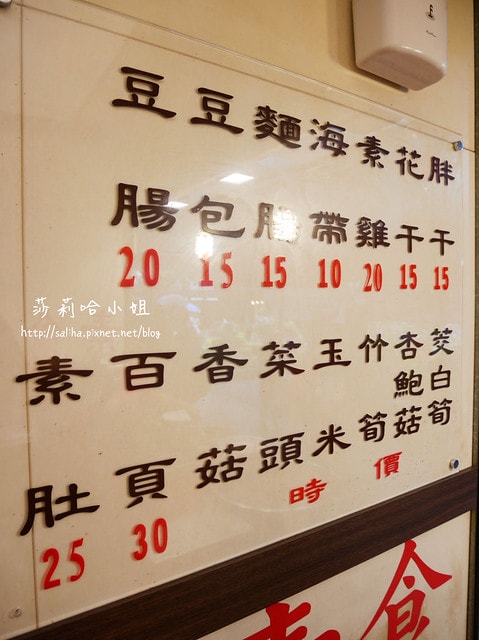 胖干
15
花干
15
素雞
20
海帶
10
麵腸
15
豆包
15
豆腸
20
茭白筍
杏鮑菇
竹筍
玉米
菜頭
香菇
時價
百頁
30
素肚
25
食
莎莉哈小姐
http://saliha.pixnet.net/blog